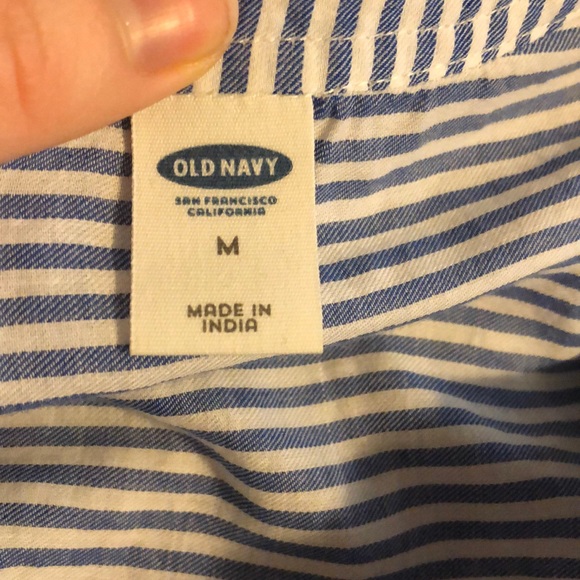 OLD NAVY
SAN FRANCISCO
CALIFORNIA
M
MADE IN
INDIA